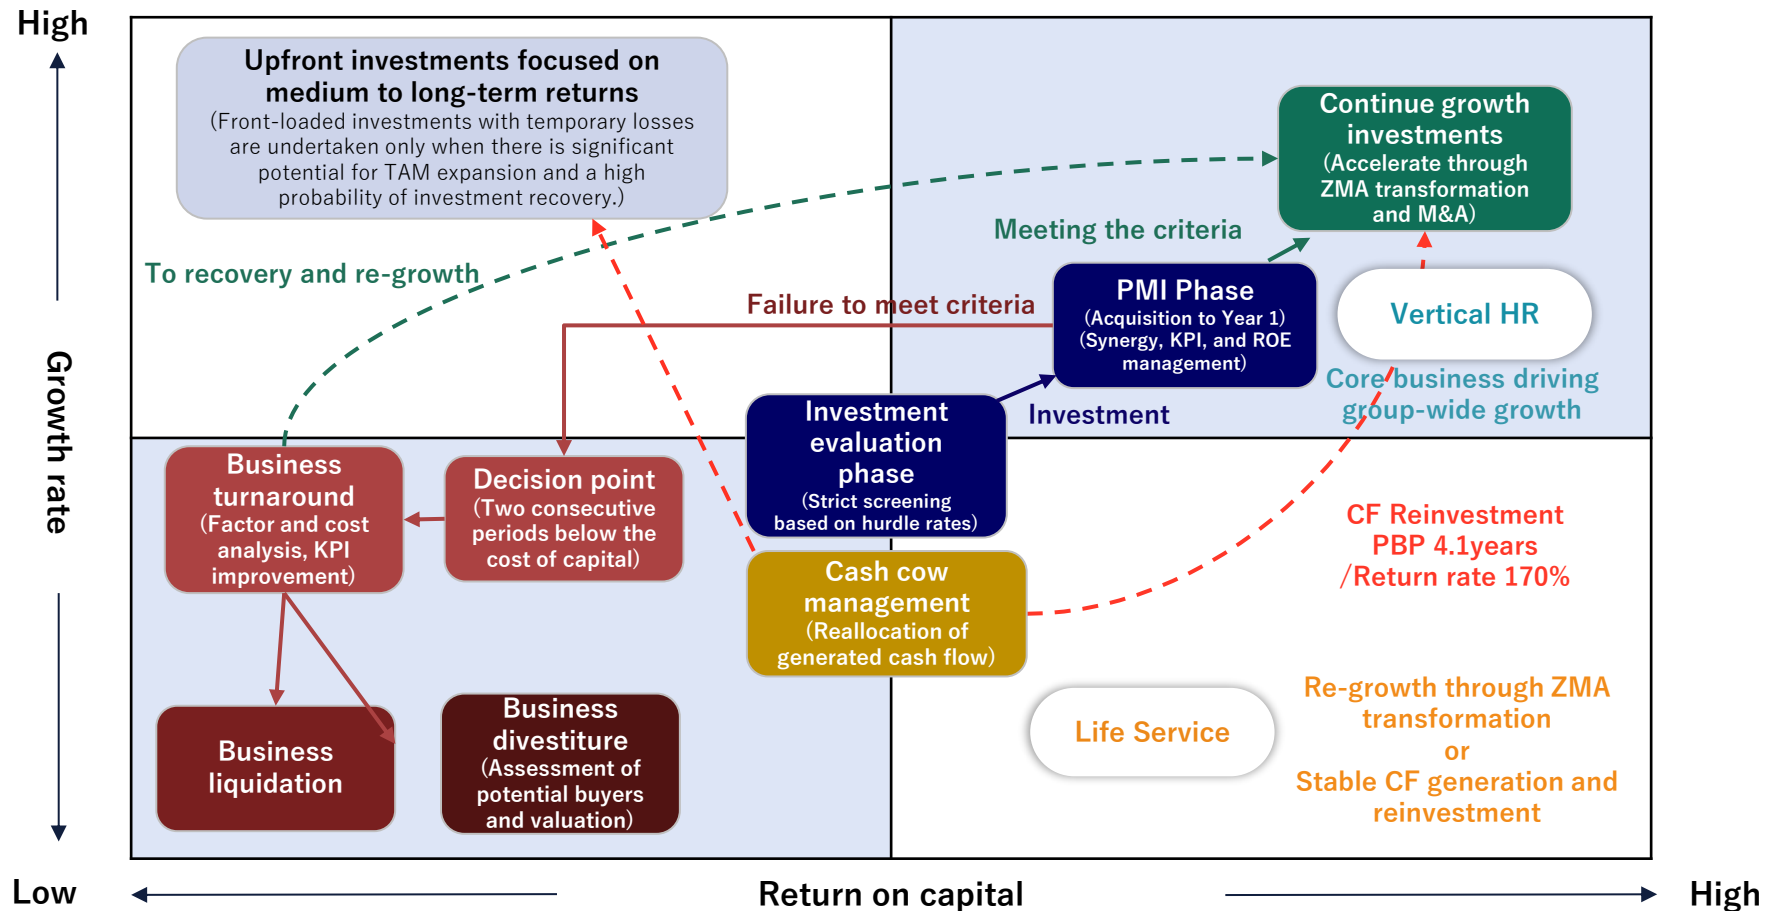 High
Upfront investments focused on
medium to long-term returns
(Front-loaded investments with temporary losses
are undertaken only when there is significant
potential for TAM expansion and a high
probability of investment recovery.)
Continue growth
investments
(Accelerate through
ZMA transformation
and M&A)
Meeting the criteria
To recovery and re-growth
Failure to meet criteria
PMI Phase
(Acquisition to Year 1)
(Synergy, KPI, and ROE
management)
Vertical HR
Core business driving
group-wide growth
Investment
Investment
evaluation
phase
(Strict screening
based on hurdle rates)
Growth rate
Business
turnaround
(Factor and cost
analysis, KPI
improvement)
Decision point
(Two consecutive
periods below the
cost of capital)
CF Reinvestment
PBP 4.1years
/Return rate 170%
Cash cow
management
(Reallocation of
generated cash flow)
Business
liquidation
Business
divestiture
(Assessment of
potential buyers
and valuation)
Life Service
Re-growth through ZMA
transformation
or
Stable CF generation and
reinvestment
Low
Return on capital
High